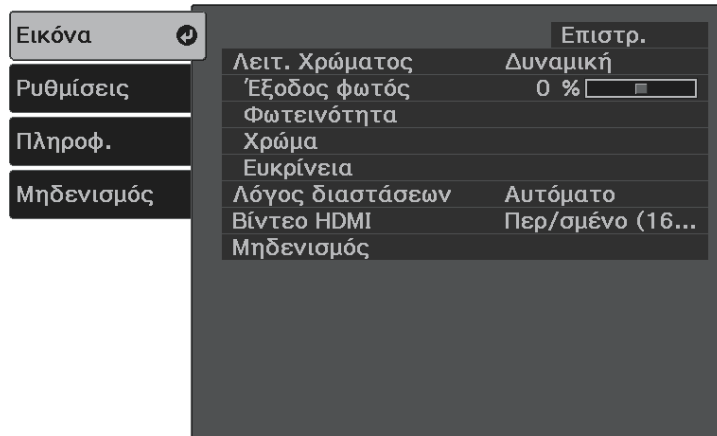 Εικόνα
Ρυθμίσεις
Πληροφ.
Μηδενισμός
Επιστρ.
Λειτ. Χρώματος Δυναμική
Έξοδος φωτός 0 %
Φωτεινότητα
Χρώμα
Ευκρίνεια
Λόγος διαστάσεων Αυτόματο
Βίντεο HDMI Περ/σμένο (16...
Μηδενισμός